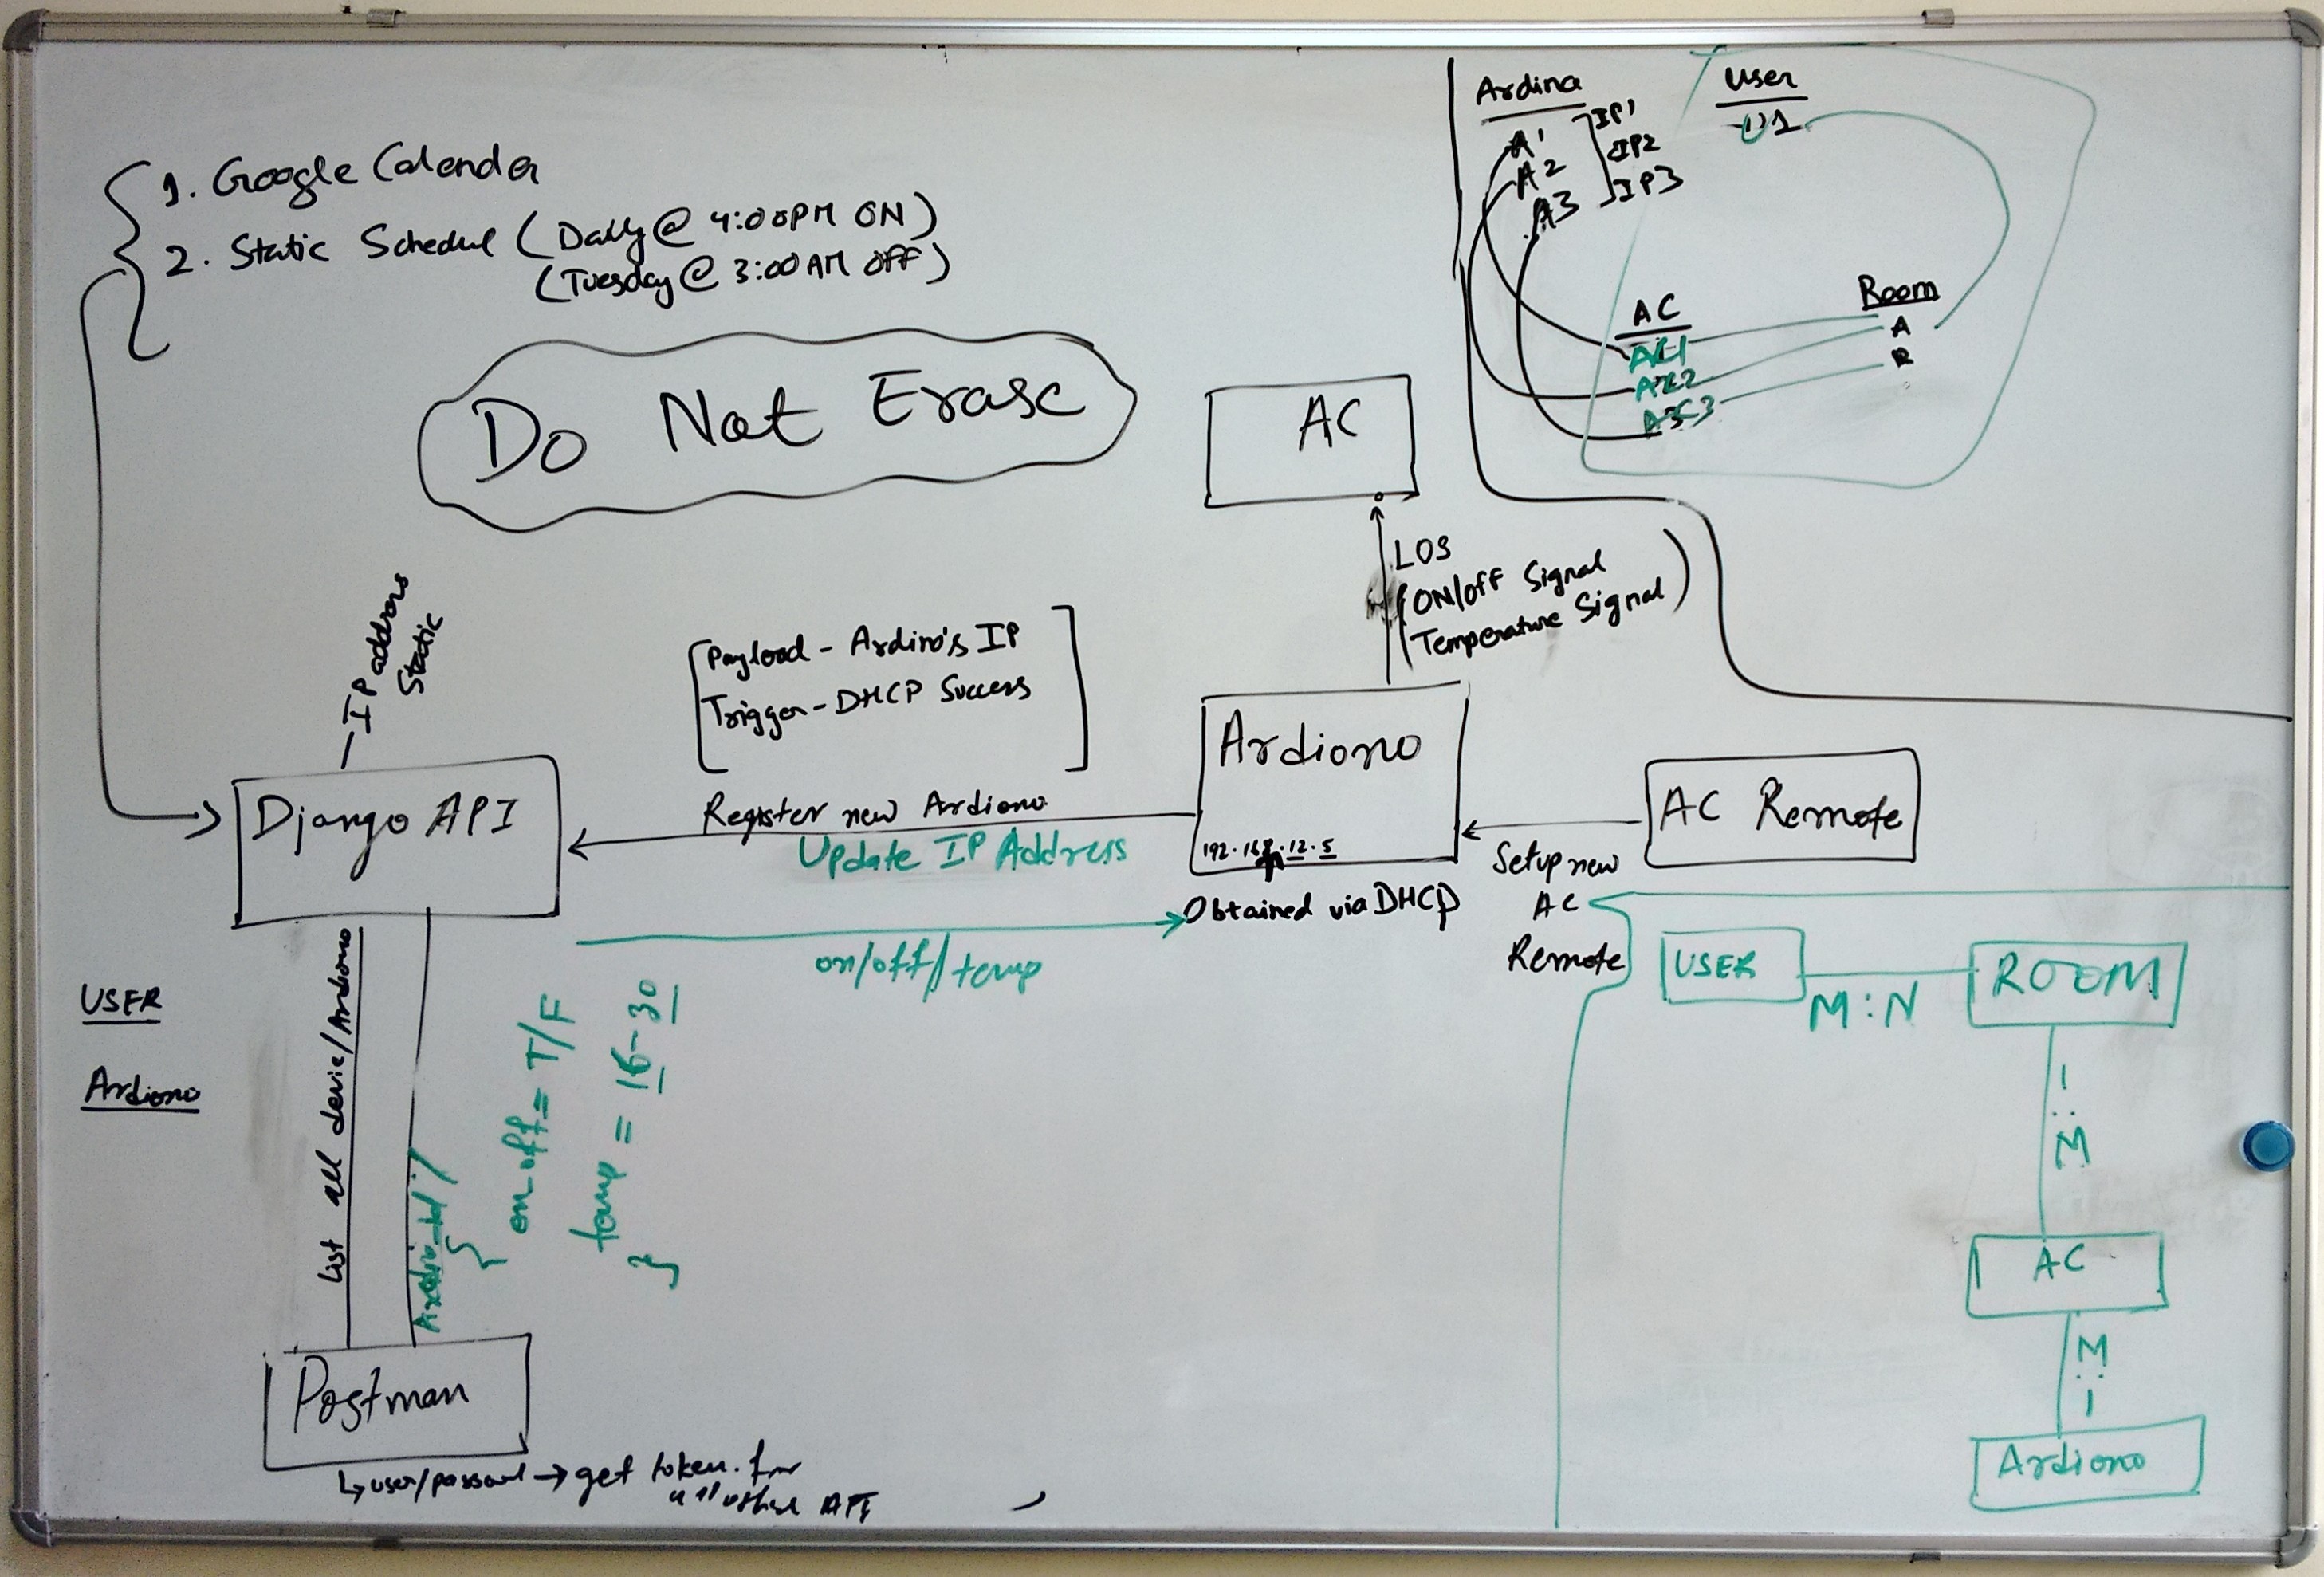 1. Google Calender
2. Static Schedul (Daily @ 4:00PM ON)
(Tuesday @ 3:00AM OFF)
Do Not Erase
Ardina
A1
A2
A3
IP1
IP2
IP3
User
U1
AC
AC1
AC2
AC3
Room
A
B
AC
LOS
(ON/off Signal
Temperature Signal)
IP address
Static
Payload - Ardino's IP
Trigger - DHCP Success
Django API
Register new Ardiono
Update IP Address
Ardiono
192.168.12.5
Obtained via DHCP
AC Remote
Setup new
AC
Remote
on/off/temp
USER
Ardiono
List all device/Ardiono
{
on off = T/F
temp = 16-30
}
Postman
↳ user/passwd → get token. for
all other API
USER
M:N
ROOM
1:M
AC
M:1
Ardiono